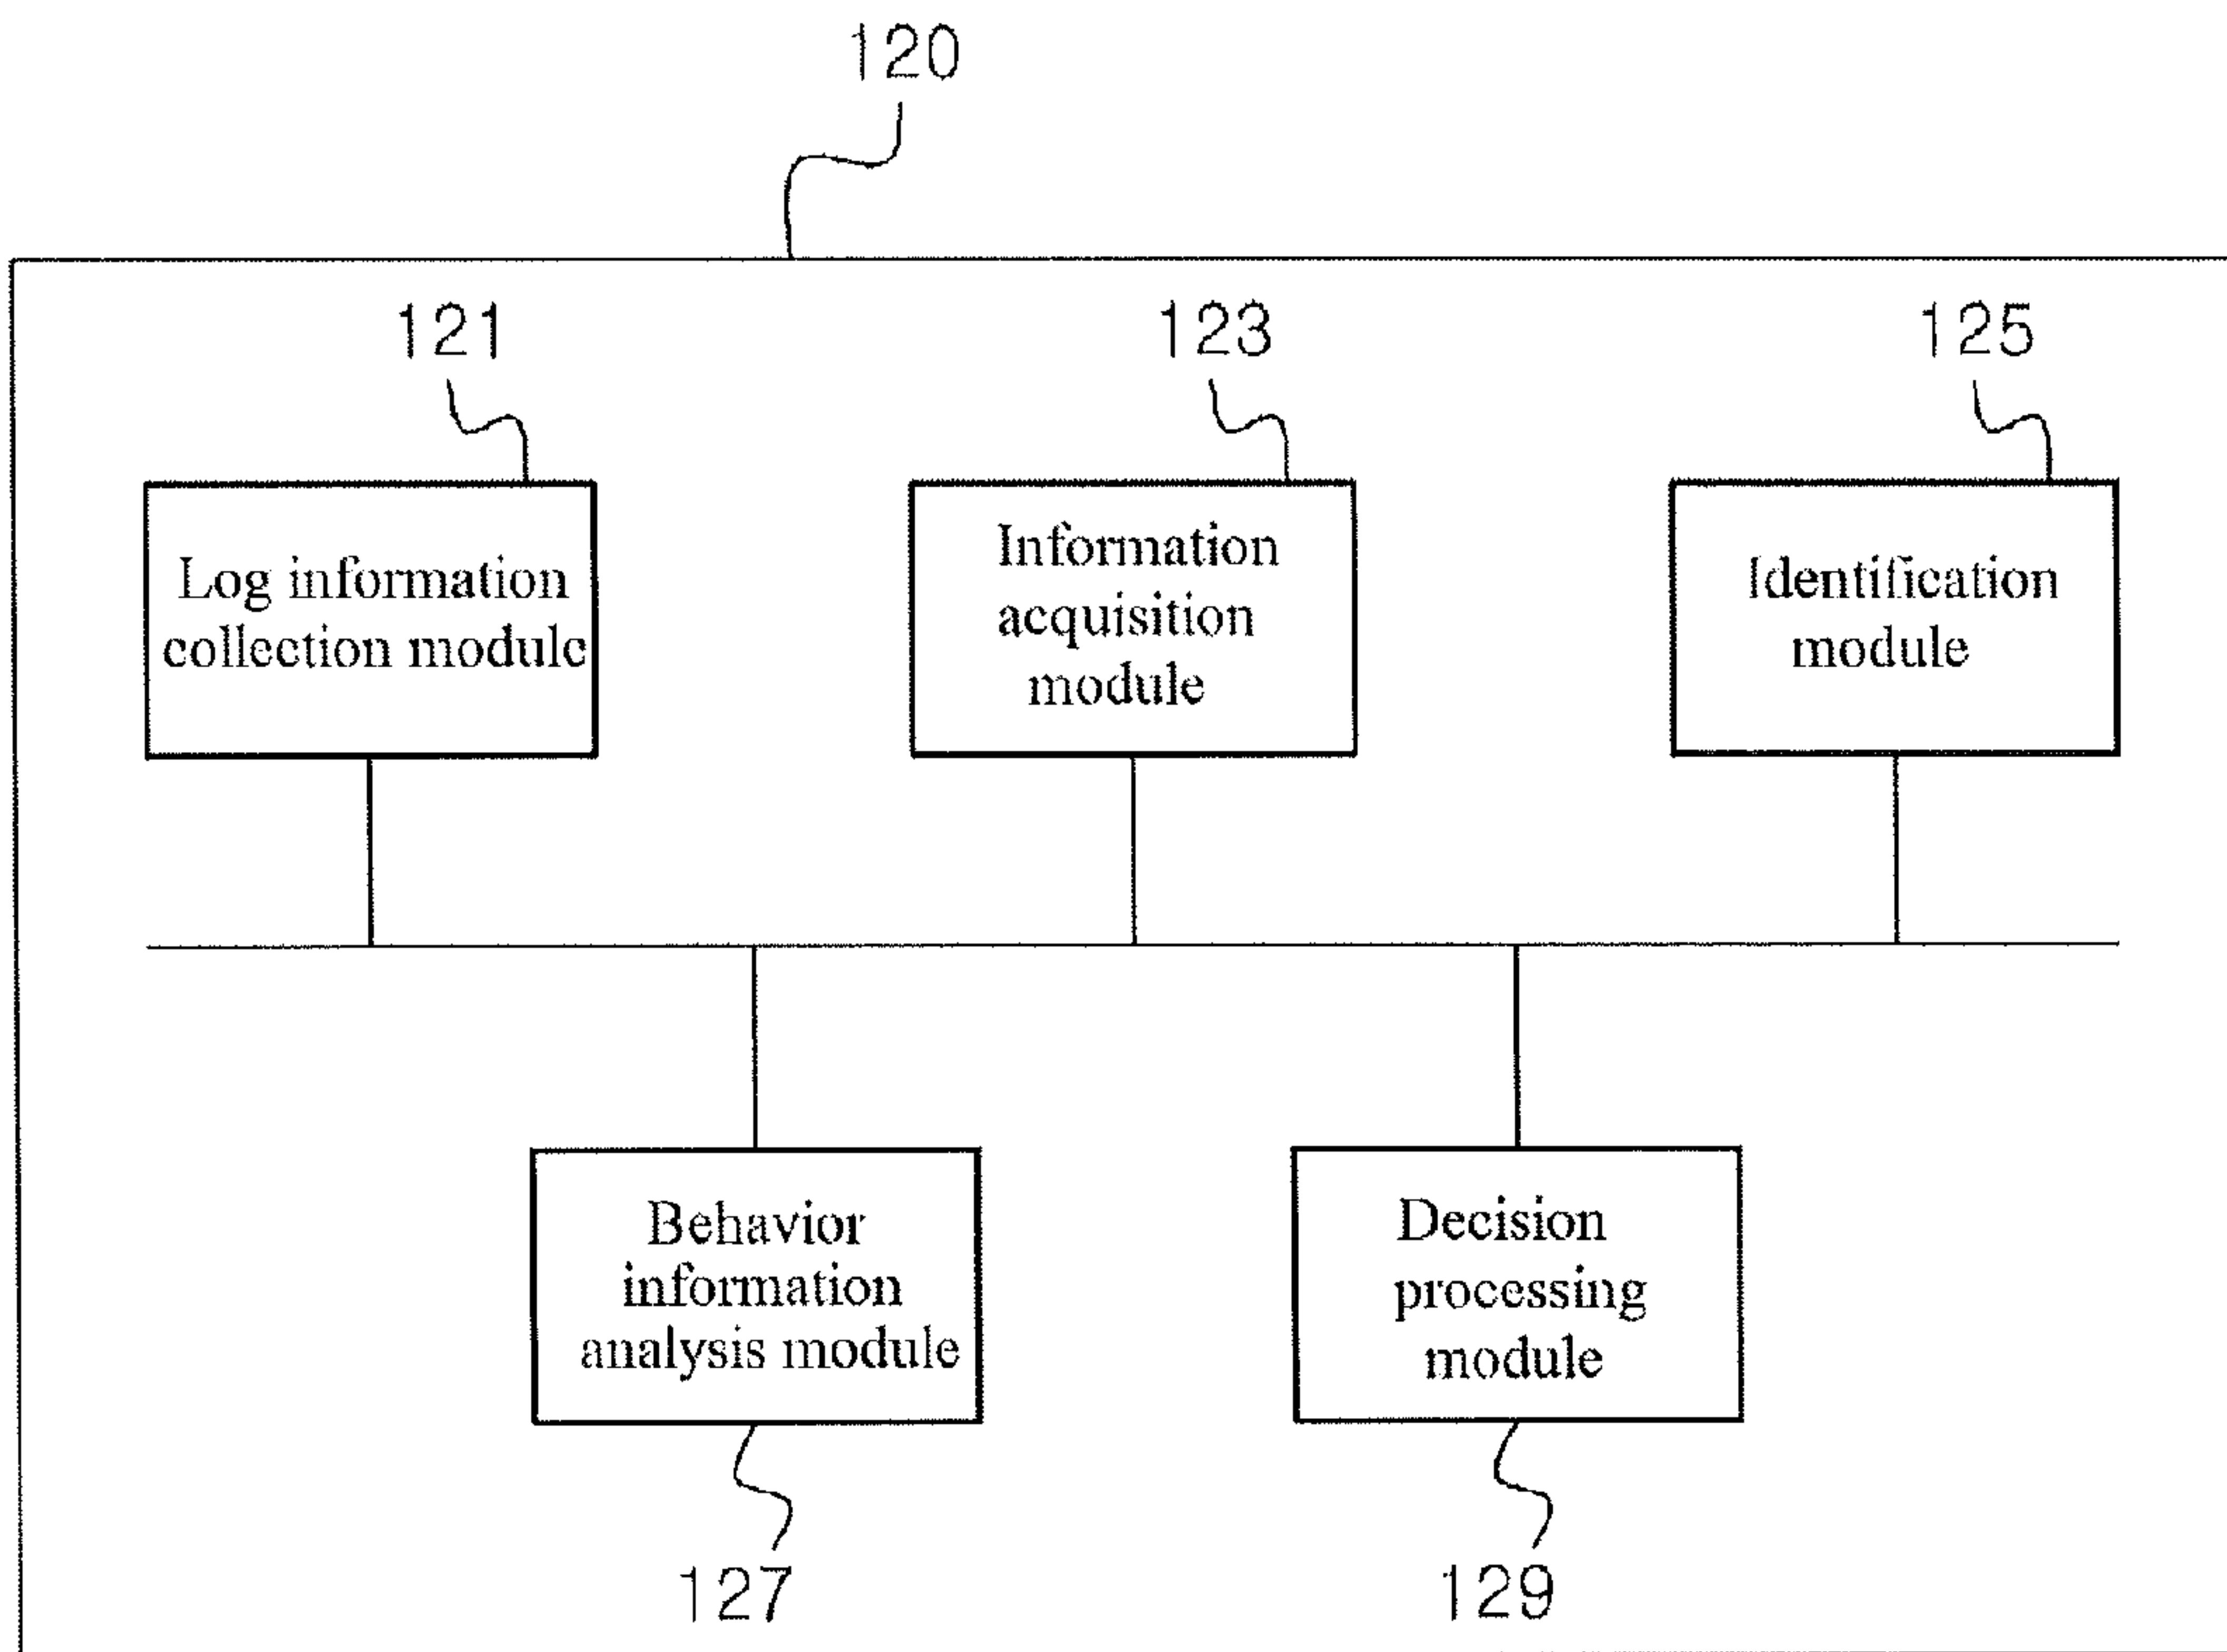 120
121
123
125
Log information
collection module
Information
acquisition
module
Identification
module
Behavior
information
analysis module
Decision
processing
module
127
129